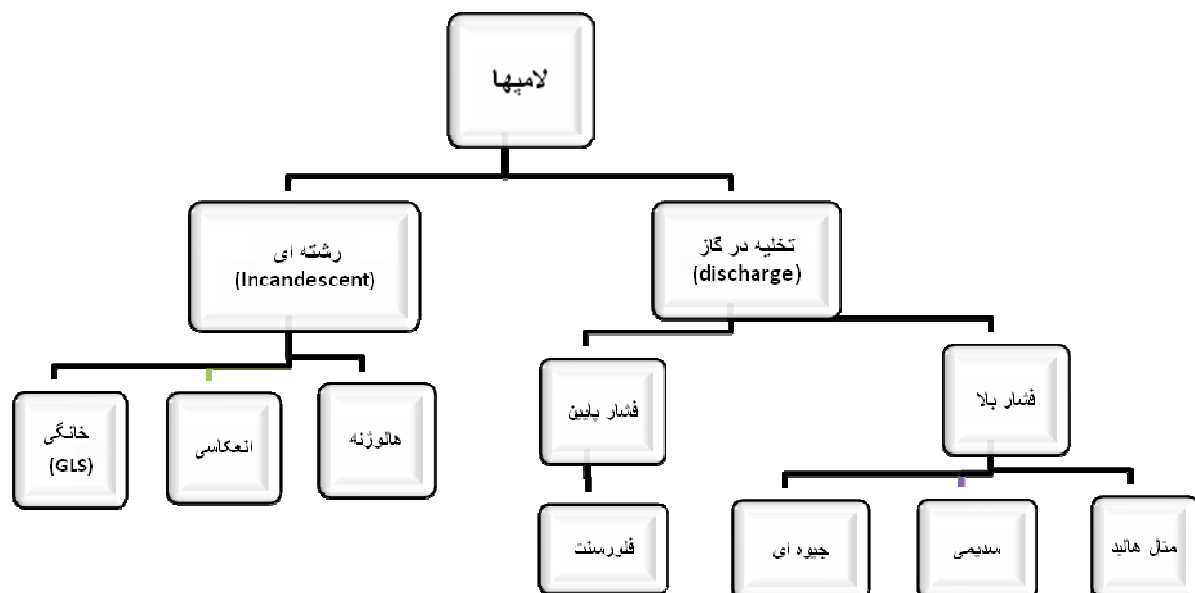 لامپها
رشته ای
(Incandescent)
تخلیه در گاز
(discharge)
خانگی
(GLS)
انعکاسی
هالوژنه
فشار پایین
فشار بالا
فلورسنت
جیوه ای
سدیمی
متال هالید